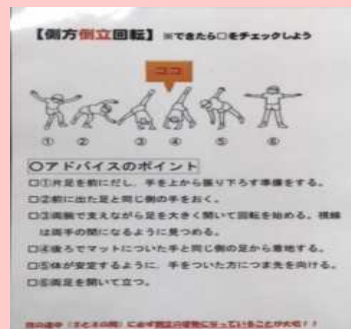 【側方倒立回転】 ※できたら□をチェックしよう
ココ
① ② ③ ④ ⑤ ⑥
○アドバイスのポイント
□①片足を前にだし、手を上から振り下ろす準備をする。
□②前に出た足と同じ側の手をおく。
□③両腕で支えながら足を大きく開いて回転を始める。視線
は両手の間になるように見つめる。
□④後ろでマットについた手と同じ側の足から着地する。
□⑤体が安定するように、手をついた方につま先を向ける。
□⑥両足を開いて立つ。